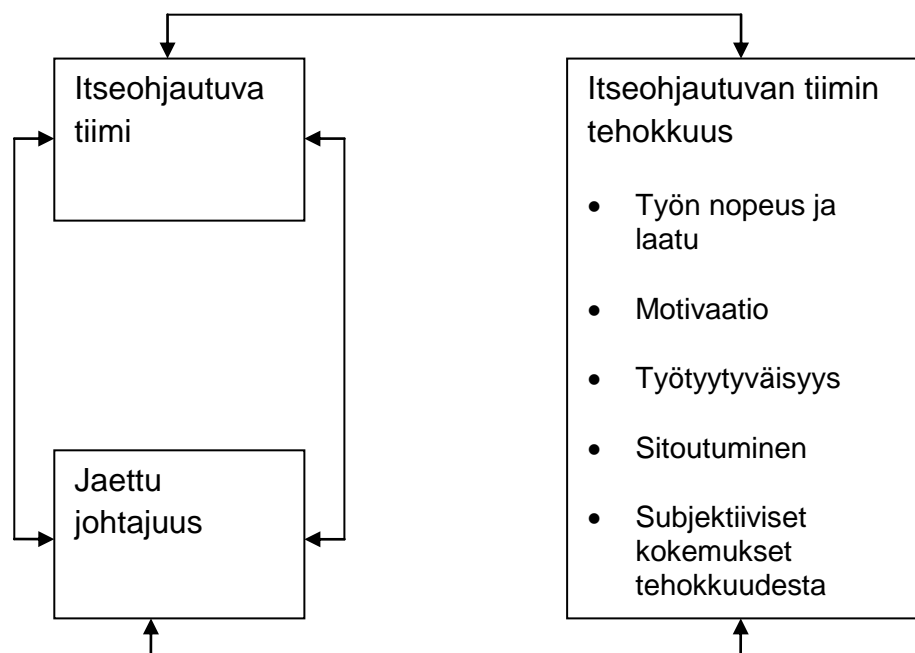 Itseohjautuva
tiimi
Jaettu
johtajuus
Itseohjautuvan tiimin
tehokkuus
• Työn nopeus ja
laatu
• Motivaatio
• Työtyytyväisyys
• Sitoutuminen
• Subjektiiviset
kokemukset
tehokkuudesta